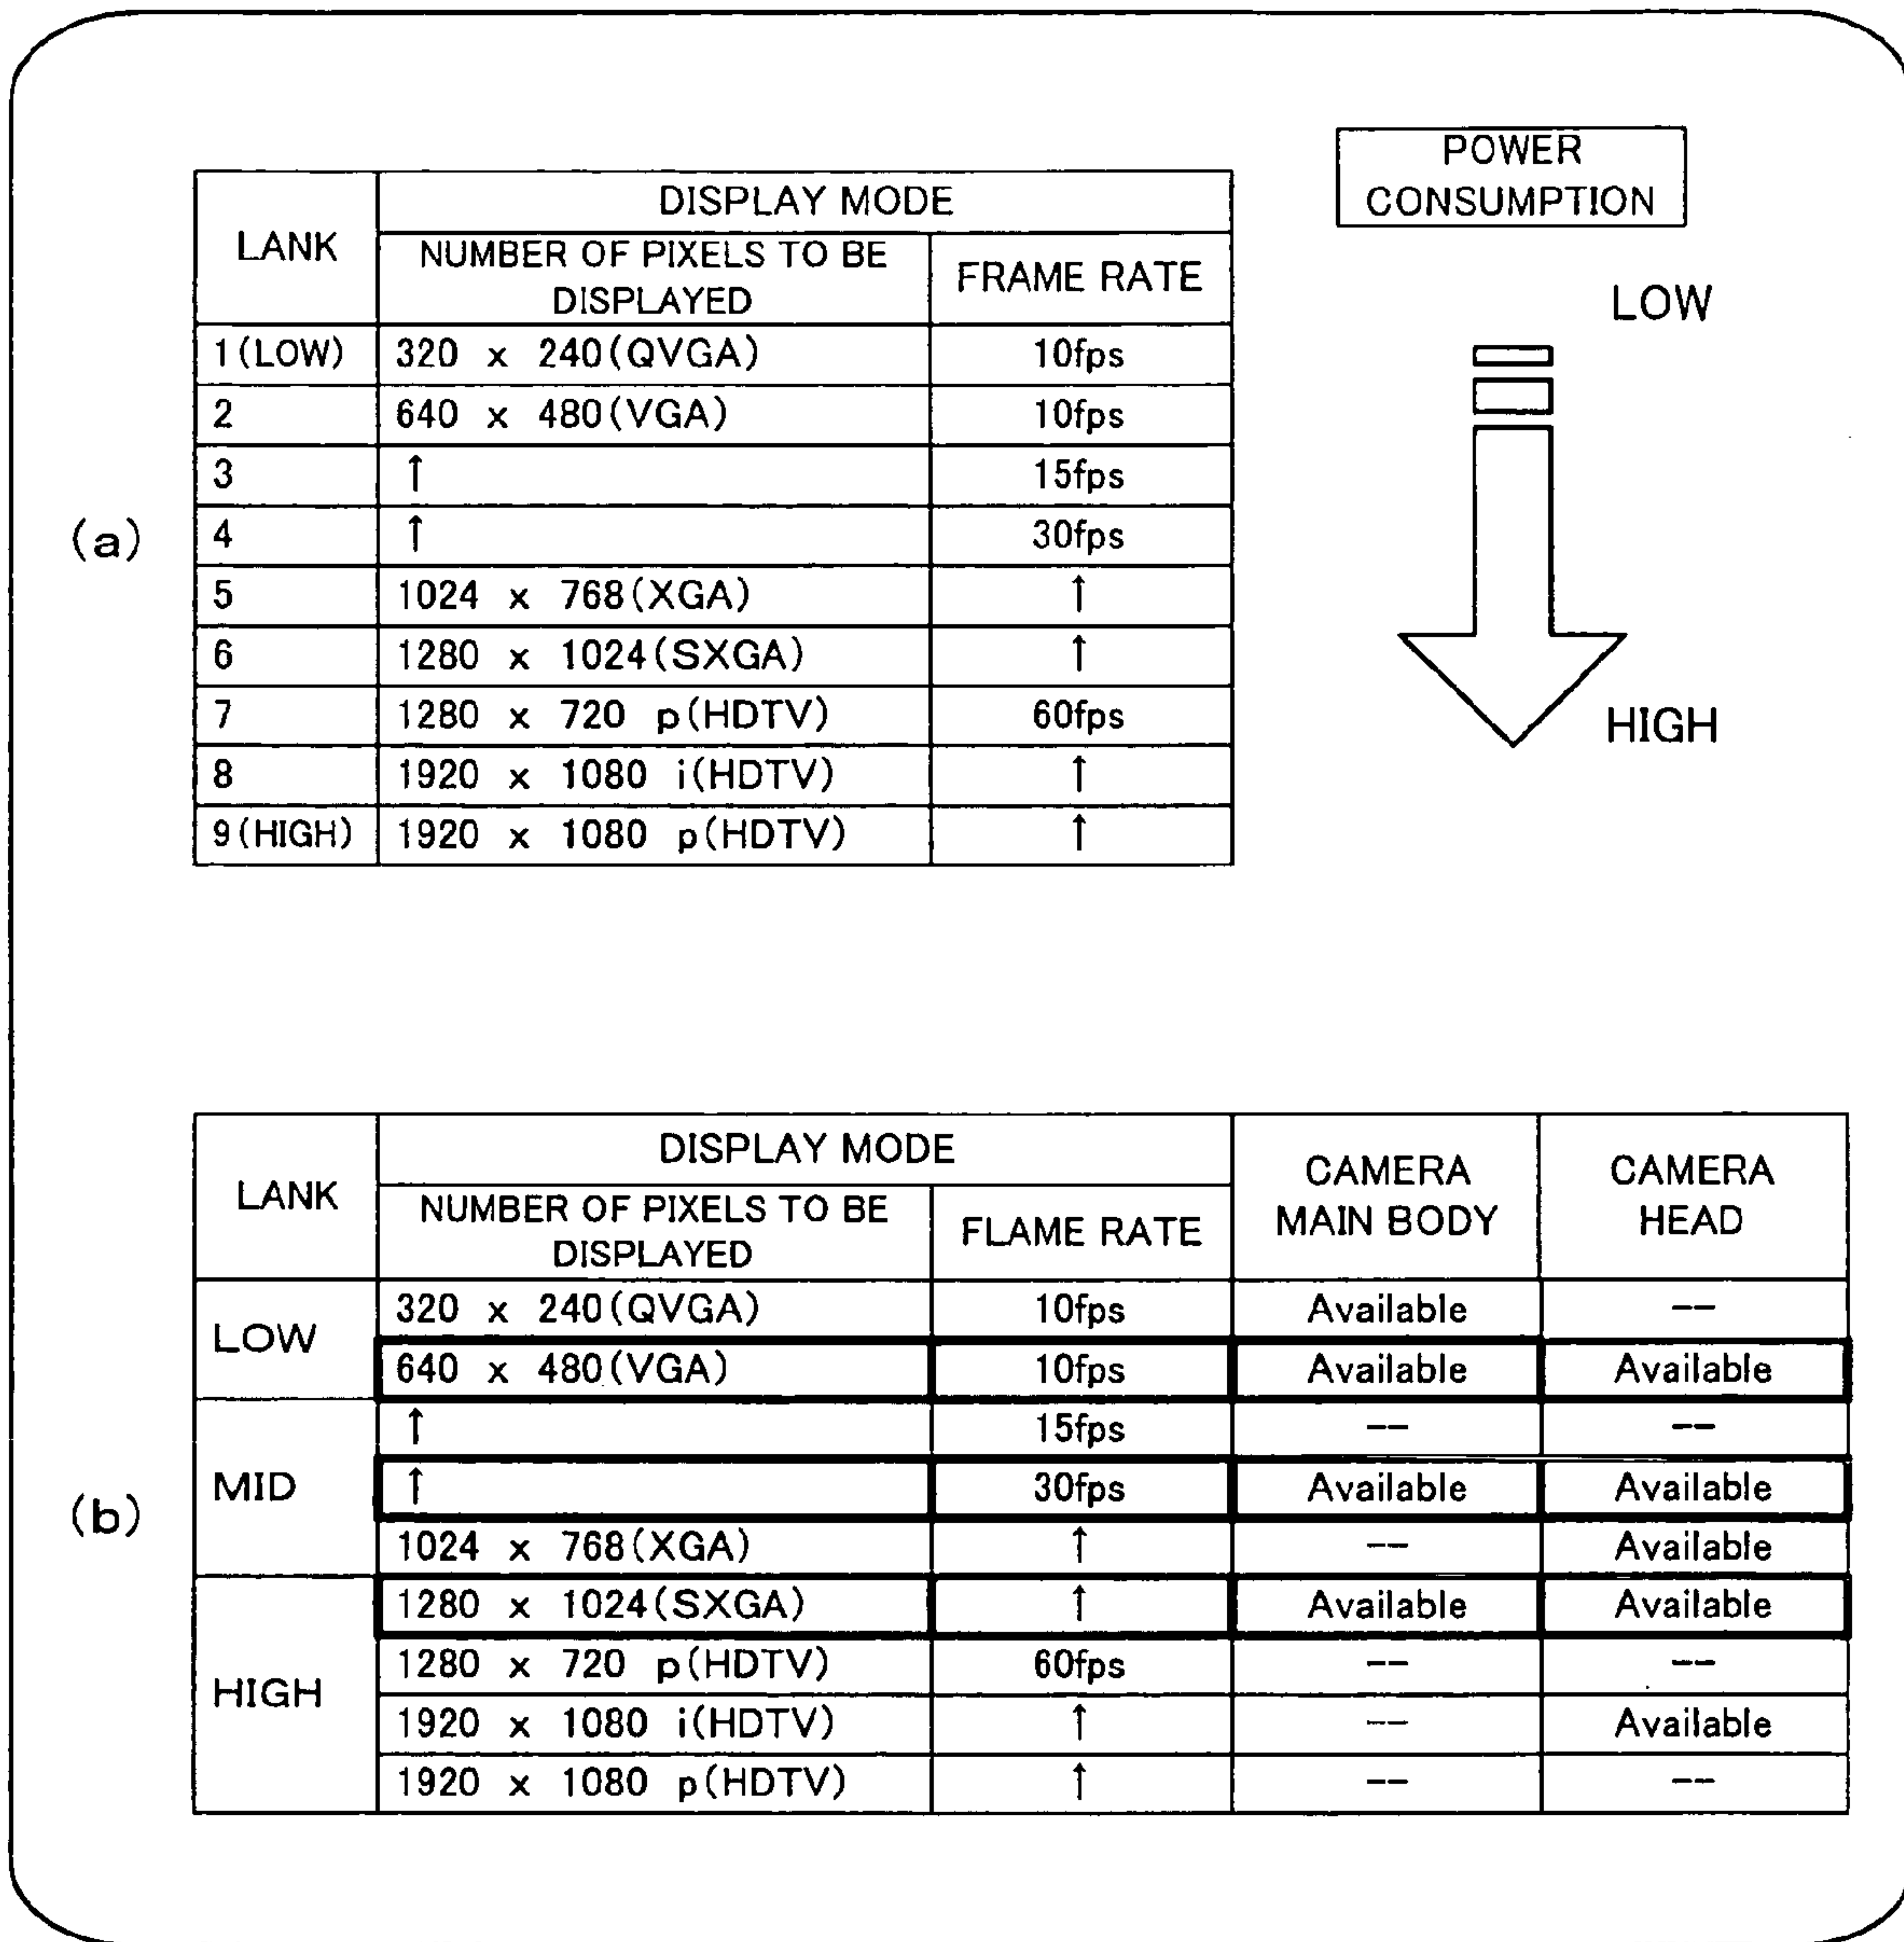 POWER
CONSUMPTION
LOW
HIGH
(a)
LANK
DISPLAY MODE
NUMBER OF PIXELS TO BE
DISPLAYED
FRAME RATE
1(LOW) 320 x 240(QVGA) 10fps
2 640 x 480(VGA) 10fps
3 ↑ 15fps
4 ↑ 30fps
5 1024 x 768(XGA) ↑
6 1280 x 1024(SXGA) ↑
7 1280 x 720 p(HDTV) 60fps
8 1920 x 1080 i(HDTV) ↑
9(HIGH) 1920 x 1080 p(HDTV) ↑
(b)
LANK
DISPLAY MODE
NUMBER OF PIXELS TO BE
DISPLAYED
FLAME RATE
CAMERA
MAIN BODY
CAMERA
HEAD
LOW
320 x 240(QVGA) 10fps Available --
640 x 480(VGA) 10fps Available Available
MID
↑ 15fps -- --
↑ 30fps Available Available
1024 x 768(XGA) ↑ -- Available
HIGH
1280 x 1024(SXGA) ↑ Available Available
1280 x 720 p(HDTV) 60fps -- --
1920 x 1080 i(HDTV) ↑ -- Available
1920 x 1080 p(HDTV) ↑ -- --